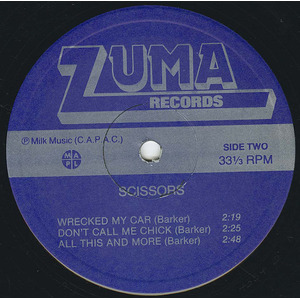 ZUMA
RECORDS
Ⓟ Milk Music (C.A.P.A.C.)
SIDE TWO
33⅓ RPM
M A
P L
SCISSORS
WRECKED MY CAR (Barker) 2:19
DON'T CALL ME CHICK (Barker) 2:25
ALL THIS AND MORE (Barker) 2:48